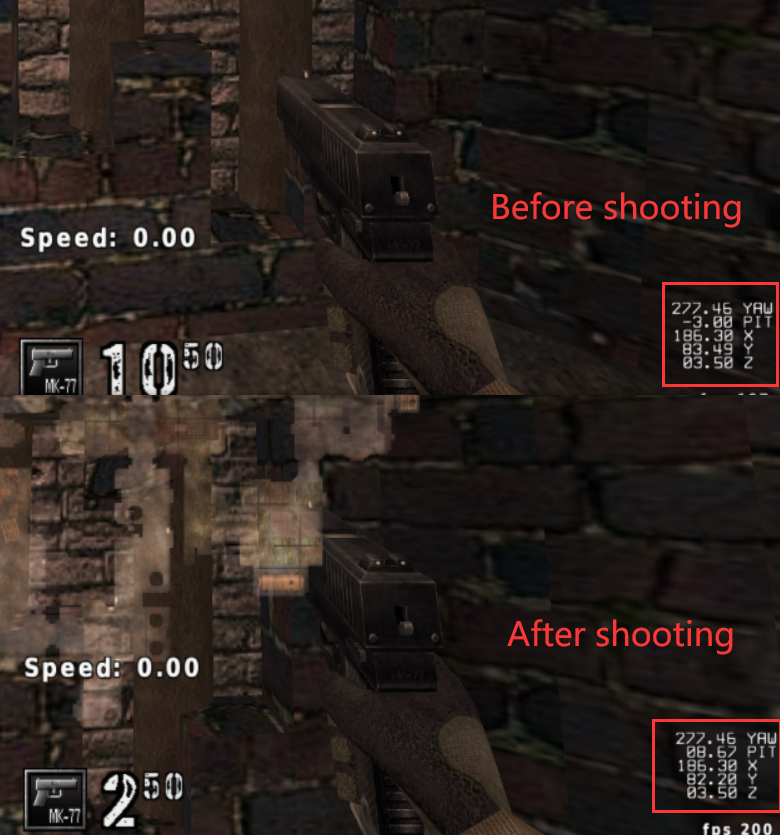 Before shooting
Speed: 0.00
277.46 YAW
-3.00 PIT
186.30 X
83.49 Y
03.50 Z
MK-77
10 50
After shooting
Speed: 0.00
277.46 YAW
08.67 PIT
186.30 X
82.20 Y
03.50 Z
MK-77
2 50
fps 200